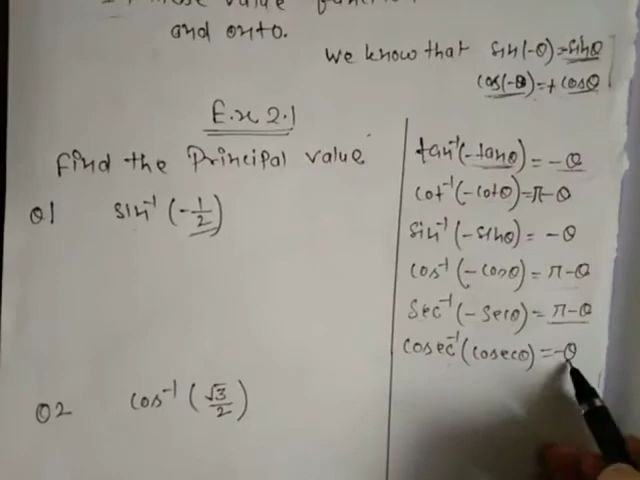 value function
and onto.
We know that sin(-θ)=sinθ
cos(-θ)=+cosθ
Ex 2.1
Find the Principal value
Q1 sin⁻¹(-1/2)
Q2 cos⁻¹(√3/2)
tan⁻¹(-tanθ)=-θ
cot⁻¹(-cotθ)=π-θ
sin⁻¹(-sinθ)=-θ
cos⁻¹(-cosθ)=π-θ
sec⁻¹(-secθ)=π-θ
cosec⁻¹(cosecθ)=-θ